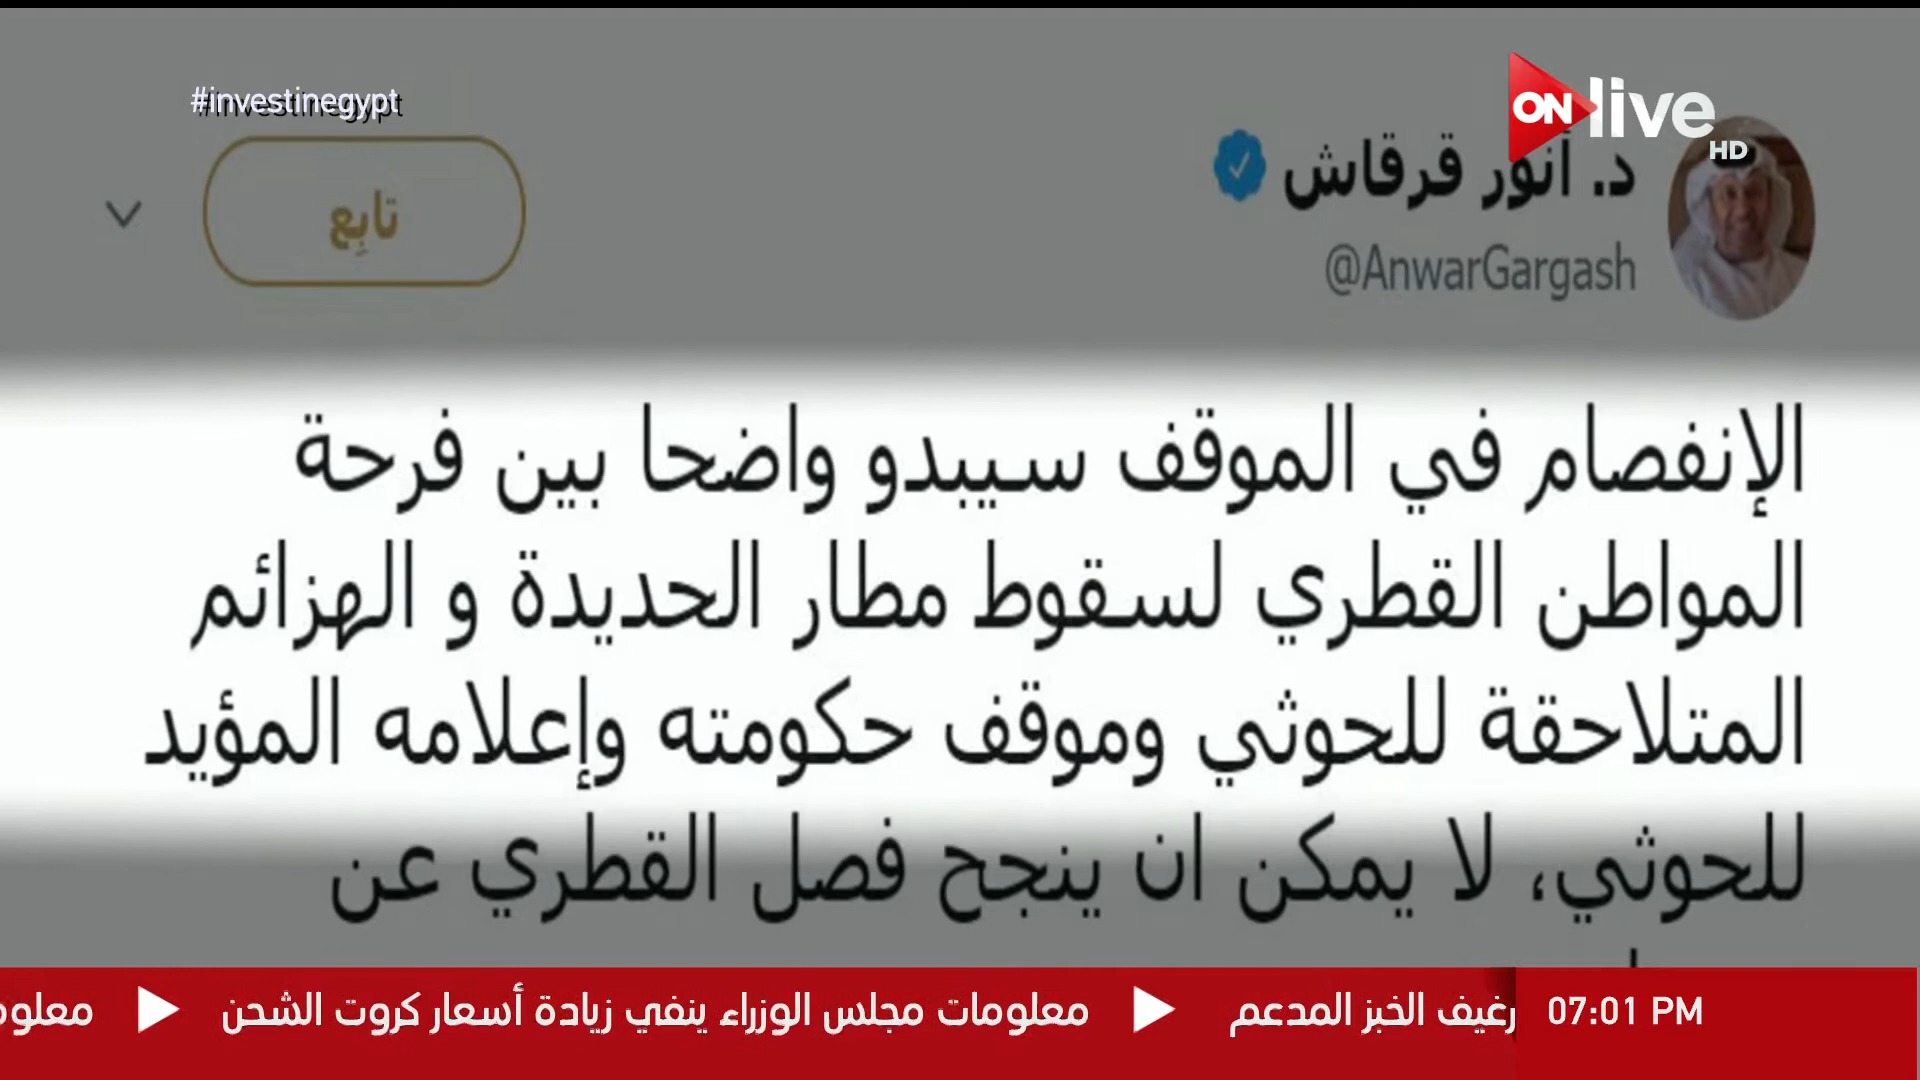 #investinegypt
ON live
HD
د. أنور قرقاش
@AnwarGargash
تابِع
الإنفصام في الموقف سيبدو واضحا بين فرحة
المواطن القطري لسقوط مطار الحديدة و الهزائم
المتلاحقة للحوثي وموقف حكومته وإعلامه المؤيد
للحوثي، لا يمكن ان ينجح فصل القطري عن
07:01 PM
رغيف الخبز المدعم ▶ معلومات مجلس الوزراء ينفي زيادة أسعار كروت الشحن ▶